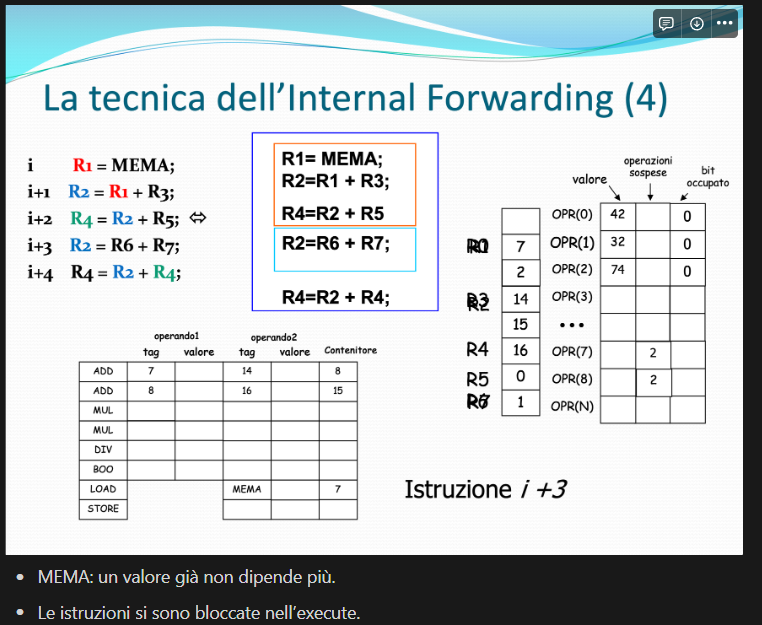 La tecnica dell'Internal Forwarding (4)
i R1 = MEMA;
i+1 R2 = R1 + R3;
i+2 R4 = R2 + R5; ⇔
i+3 R2 = R6 + R7;
i+4 R4 = R2 + R4;
R1= MEMA;
R2=R1 + R3;
R4=R2 + R5
R2=R6 + R7;
R4=R2 + R4;
valore
operazioni
sospese
bit
occupato
OPR(0) 42 0
7 OPR(1) 32 0
2 OPR(2) 74 0
14 OPR(3)
15 •••
R4 16 OPR(7) 2
R5 0 OPR(8) 2
1 OPR(N)
operando1 operando2
tag valore tag valore Contenitore
ADD 7 14 8
ADD 8 16 15
MUL
MUL
DIV
BOO
LOAD MEMA 7
STORE
Istruzione i +3
• MEMA: un valore già non dipende più.
• Le istruzioni si sono bloccate nell'execute.